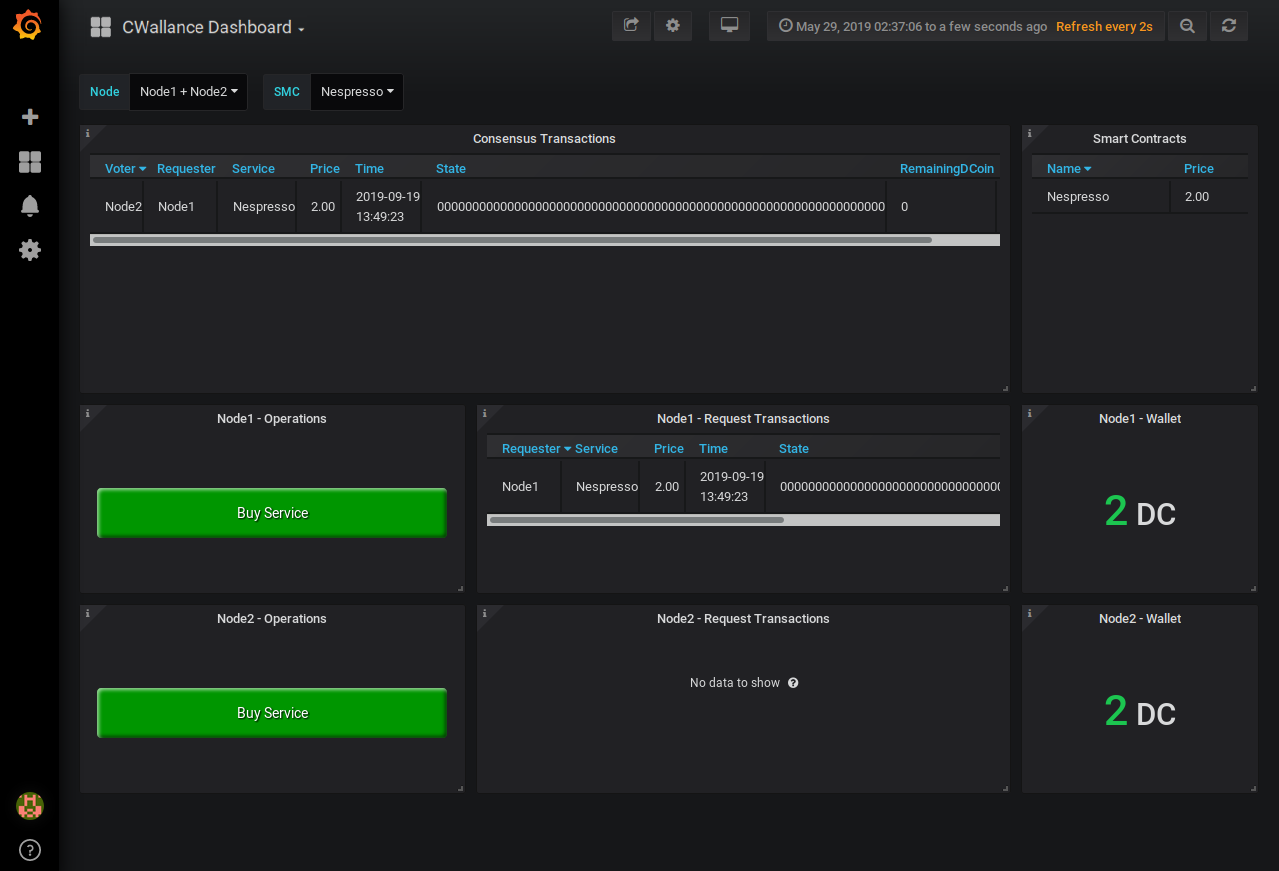 CWallance Dashboard
May 29, 2019 02:37:06 to a few seconds ago Refresh every 2s
Node Node1 + Node2 SMC Nespresso
Consensus Transactions
Voter Requester Service Price Time State RemainingDCoin
Node2 Node1 Nespresso 2.00 2019-09-19 13:49:23 0000000000000000000000000000000000000000000000000000000000000000 0
Smart Contracts
Name Price
Nespresso 2.00
Node1 - Operations
Buy Service
Node1 - Request Transactions
Requester Service Price Time State
Node1 Nespresso 2.00 2019-09-19 13:49:23 0000000000000000000000000000000
Node1 - Wallet
2 DC
Node2 - Operations
Buy Service
Node2 - Request Transactions
No data to show
Node2 - Wallet
2 DC